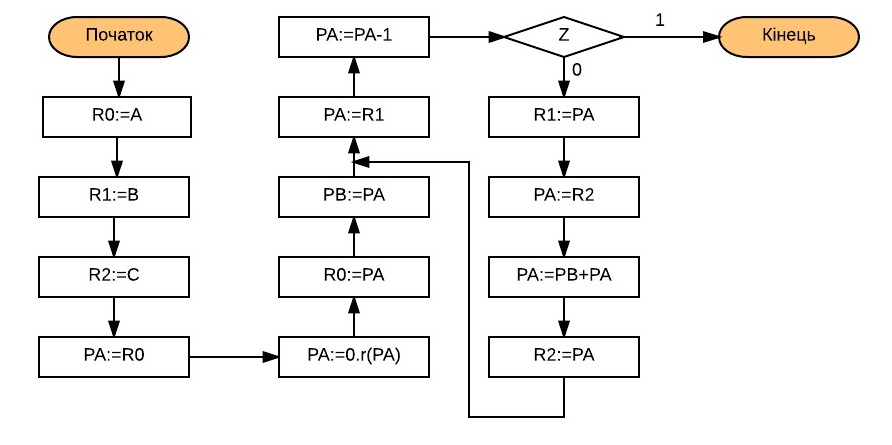 Початок
R0:=A
R1:=B
R2:=C
PA:=R0
PA:=0.r(PA)
R0:=PA
PB:=PA
PA:=R1
PA:=PA-1
Z
1
Кінець
0
R1:=PA
PA:=R2
PA:=PB+PA
R2:=PA